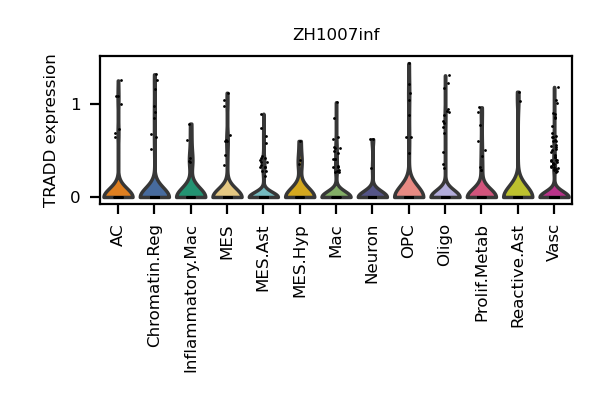 ZH1007inf
TRADD expression
1
0
AC
Chromatin.Reg
Inflammatory.Mac
MES
MES.Ast
MES.Hyp
Mac
Neuron
OPC
Oligo
Prolif.Metab
Reactive.Ast
Vasc